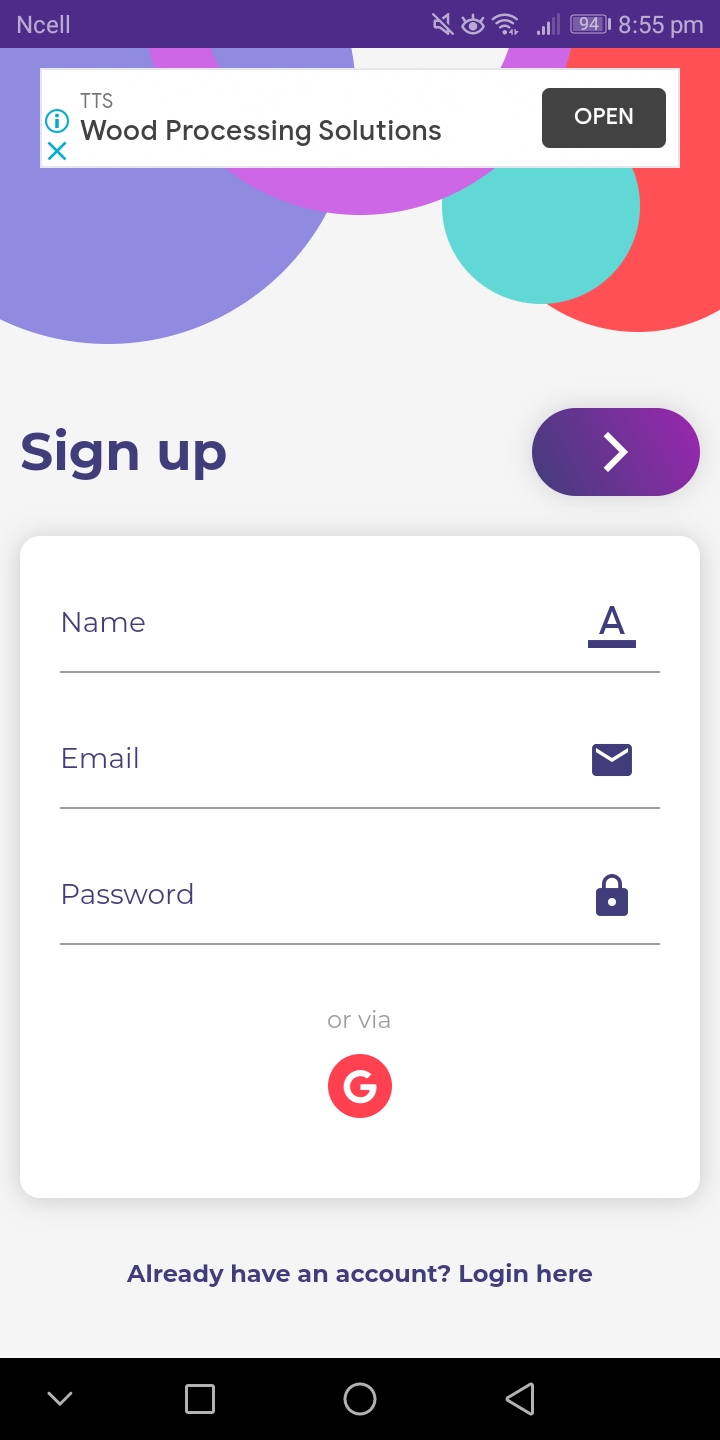 Ncell
94
8:55 pm
TTS
Wood Processing Solutions
OPEN
Sign up
Name
A
Email
Password
or via
G
Already have an account? Login here